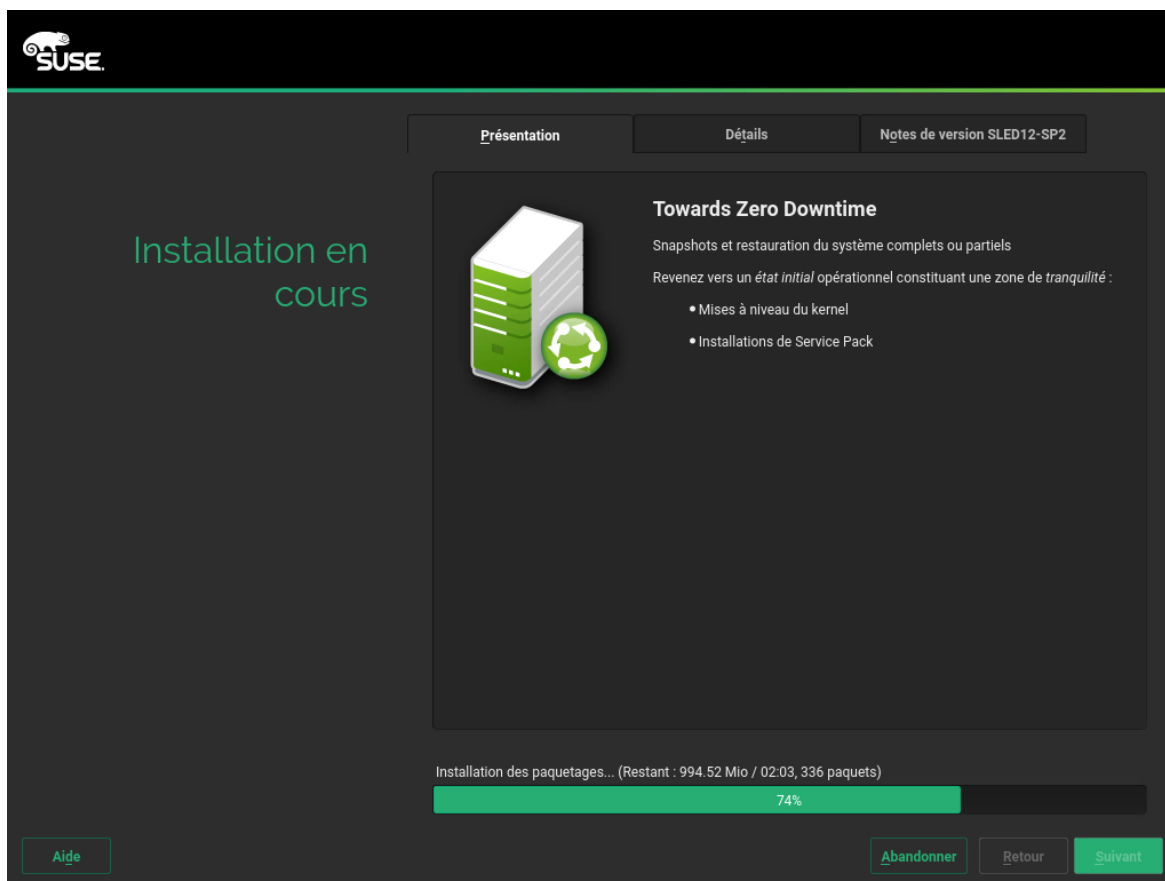 SUSE.
Présentation
Détails
Notes de version SLED12-SP2
Installation en
cours
Towards Zero Downtime
Snapshots et restauration du système complets ou partiels
Revenez vers un état initial opérationnel constituant une zone de tranquilité :
• Mises à niveau du kernel
• Installations de Service Pack
Installation des paquetages... (Restant : 994.52 Mio / 02:03, 336 paquets)
74%
Aide
Abandonner
Retour
Suivant